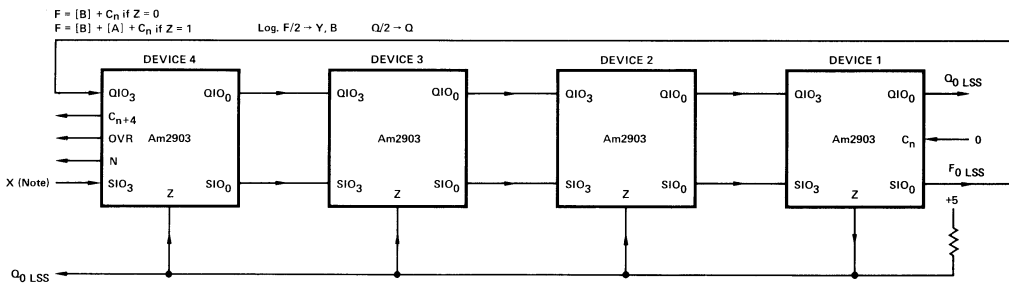 F = [B] + Cn if Z = 0
F = [B] + [A] + Cn if Z = 1 Log. F/2 → Y, B Q/2 → Q
DEVICE 4 DEVICE 3 DEVICE 2 DEVICE 1
QIO3 QIO0 QIO3 QIO0 QIO3 QIO0 QIO3 QIO0 Q0 LSS
Cn+4
OVR Am2903 Am2903 Am2903 Am2903 Cn 0
N
X (Note) SIO3 SIO0 SIO3 SIO0 SIO3 SIO0 SIO3 SIO0 F0 LSS
Z Z Z Z +5
Q0 LSS